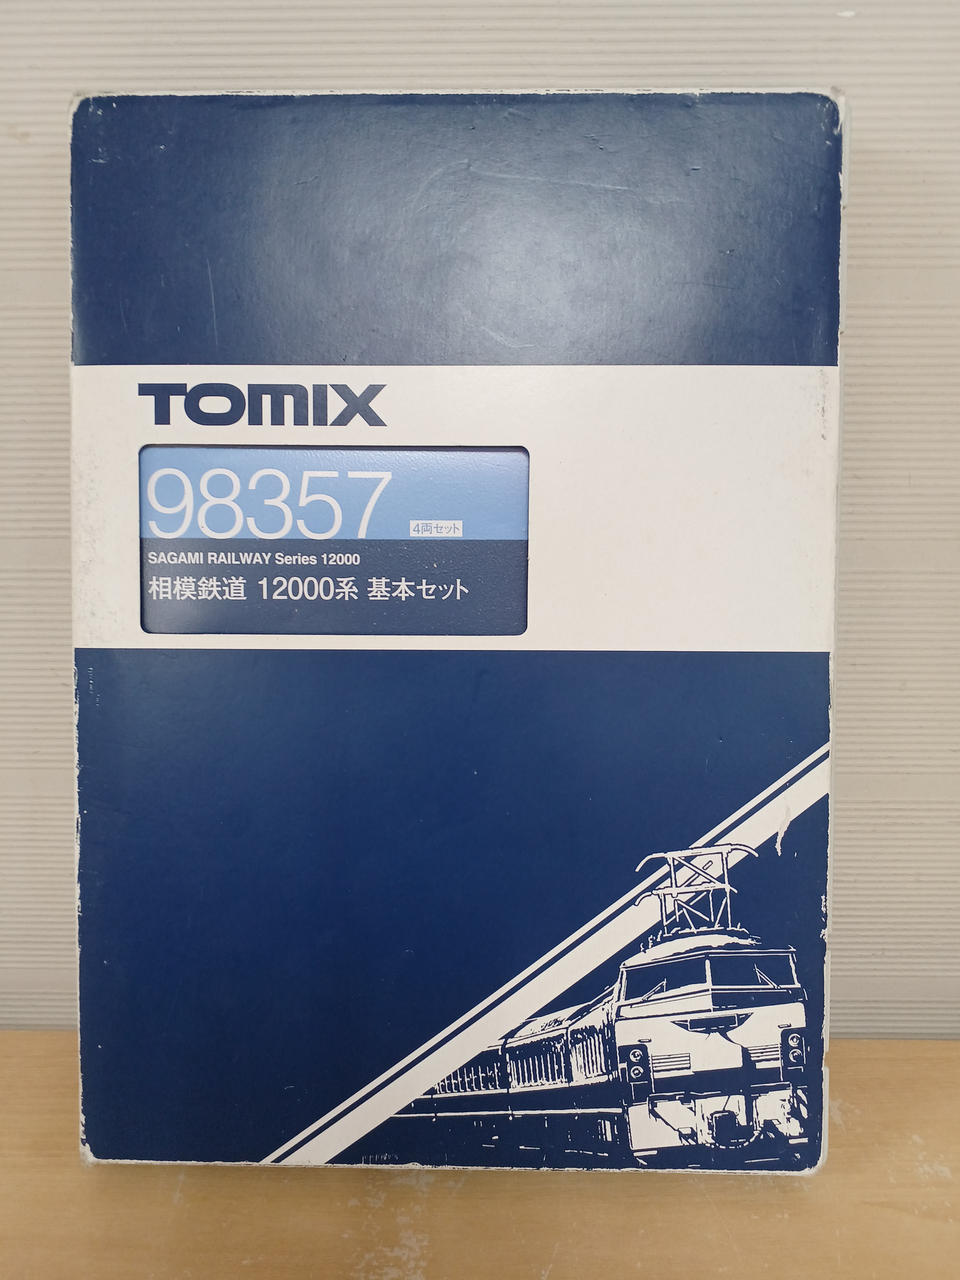 TOMIX
98357
4両セット
SAGAMI RAILWAY Series 12000
相模鉄道 12000系 基本セット